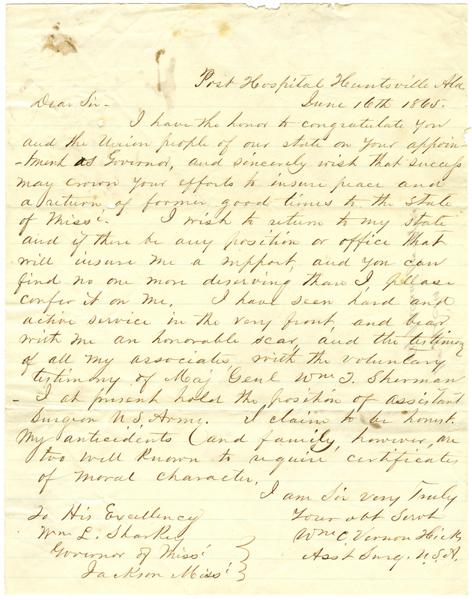 Post Hospital Huntsville Ala
June 16th 1865.
Dear Sir-
I have the honor to congratulate you
and the Union people of our state on your appoin
-tment as Governor, and sincerely wish that success
may crown your efforts to insure peace and
a return of former good times to the State
of Missi. I wish to return to my state
and if there be any position or office that
will insure me a support, and you can
find no one more deserving than I, please
confer it on me. I have seen hard and
active service in the very front, and bear
with me an honorable scar, and the testimony
of all my associates, with the voluntary
testimony of Maj Genl Wm T. Sherman
- I at present hold the position of assistant
Surgeon U.S. Army. I claim to be honest.
My antecidents (and family, however, are
too well known to require certificates
of moral character.
I am Sir very Truly
Your obt Servt
Wm C. Vernon Hicks
Asst Surg. U.S.A.
To His Excellency
Wm L. Sharkey
Governor of Missi
Jackson Missi